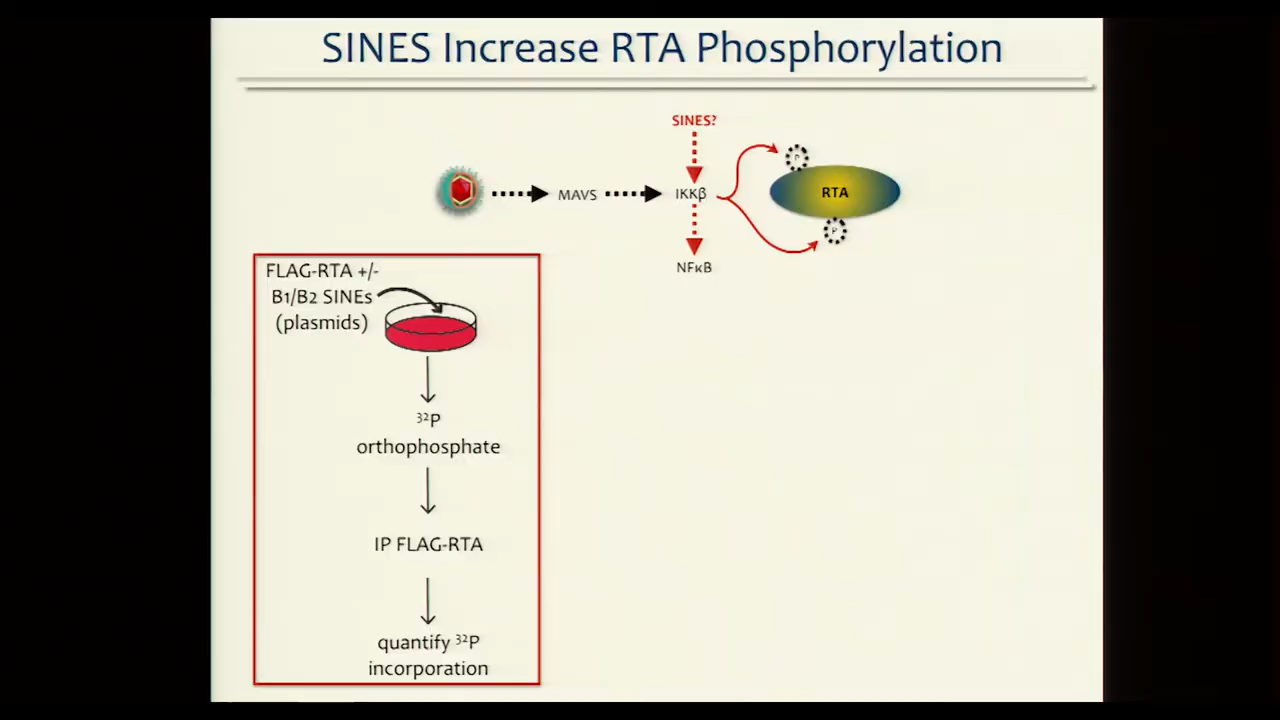 SINES Increase RTA Phosphorylation
SINES?
P
MAVS
IKKβ
RTA
P
NFκB
FLAG-RTA +/-
B1/B2 SINEs
(plasmids)
³²P
orthophosphate
IP FLAG-RTA
quantify ³²P
incorporation